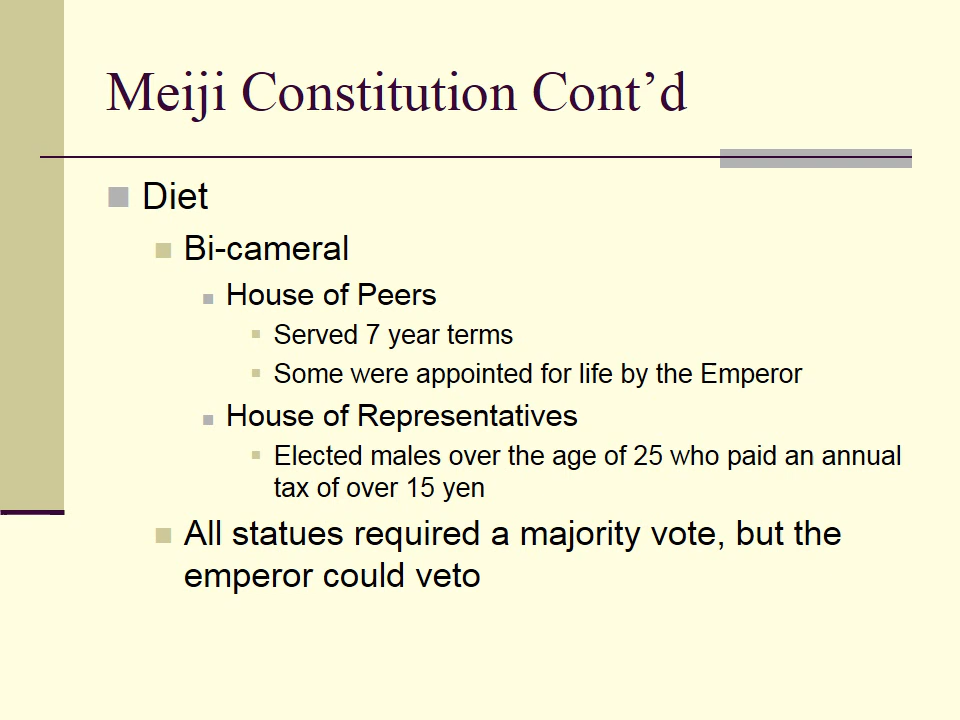 Meiji Constitution Cont’d
Diet
Bi-cameral
House of Peers
Served 7 year terms
Some were appointed for life by the Emperor
House of Representatives
Elected males over the age of 25 who paid an annual
tax of over 15 yen
All statues required a majority vote, but the
emperor could veto